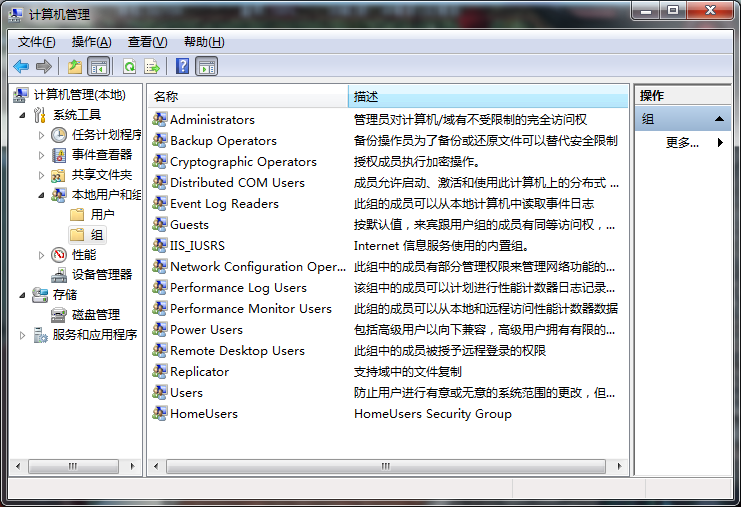 计算机管理
文件(F) 操作(A) 查看(V) 帮助(H)
计算机管理(本地)
系统工具
任务计划程序
事件查看器
共享文件夹
本地用户和组
用户
组
性能
设备管理器
存储
磁盘管理
服务和应用程序
名称 描述
Administrators 管理员对计算机/域有不受限制的完全访问权
Backup Operators 备份操作员为了备份或还原文件可以替代安全限制
Cryptographic Operators 授权成员执行加密操作。
Distributed COM Users 成员允许启动、激活和使用此计算机上的分布式 ...
Event Log Readers 此组的成员可以从本地计算机中读取事件日志
Guests 按默认值，来宾跟用户组的成员有同等访问权，...
IIS_IUSRS Internet 信息服务使用的内置组。
Network Configuration Oper... 此组中的成员有部分管理权限来管理网络功能的...
Performance Log Users 该组中的成员可以计划进行性能计数器日志记录...
Performance Monitor Users 此组的成员可以从本地和远程访问性能计数器数据
Power Users 包括高级用户以向下兼容，高级用户拥有有限的...
Remote Desktop Users 此组中的成员被授予远程登录的权限
Replicator 支持域中的文件复制
Users 防止用户进行有意或无意的系统范围的更改，但...
HomeUsers HomeUsers Security Group
操作
组
更多...